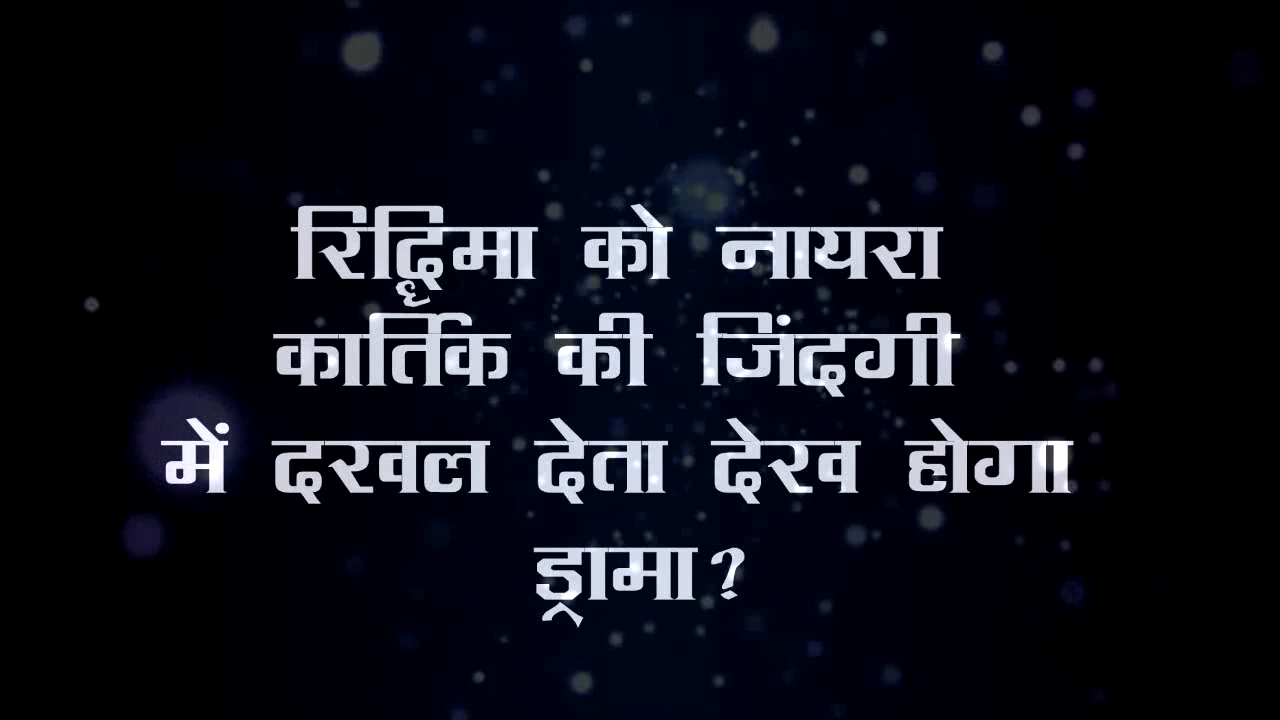 रिद्धिमा को नायरा
कार्तिक की जिंदगी
में दखल देता देख होगा
ड्रामा?